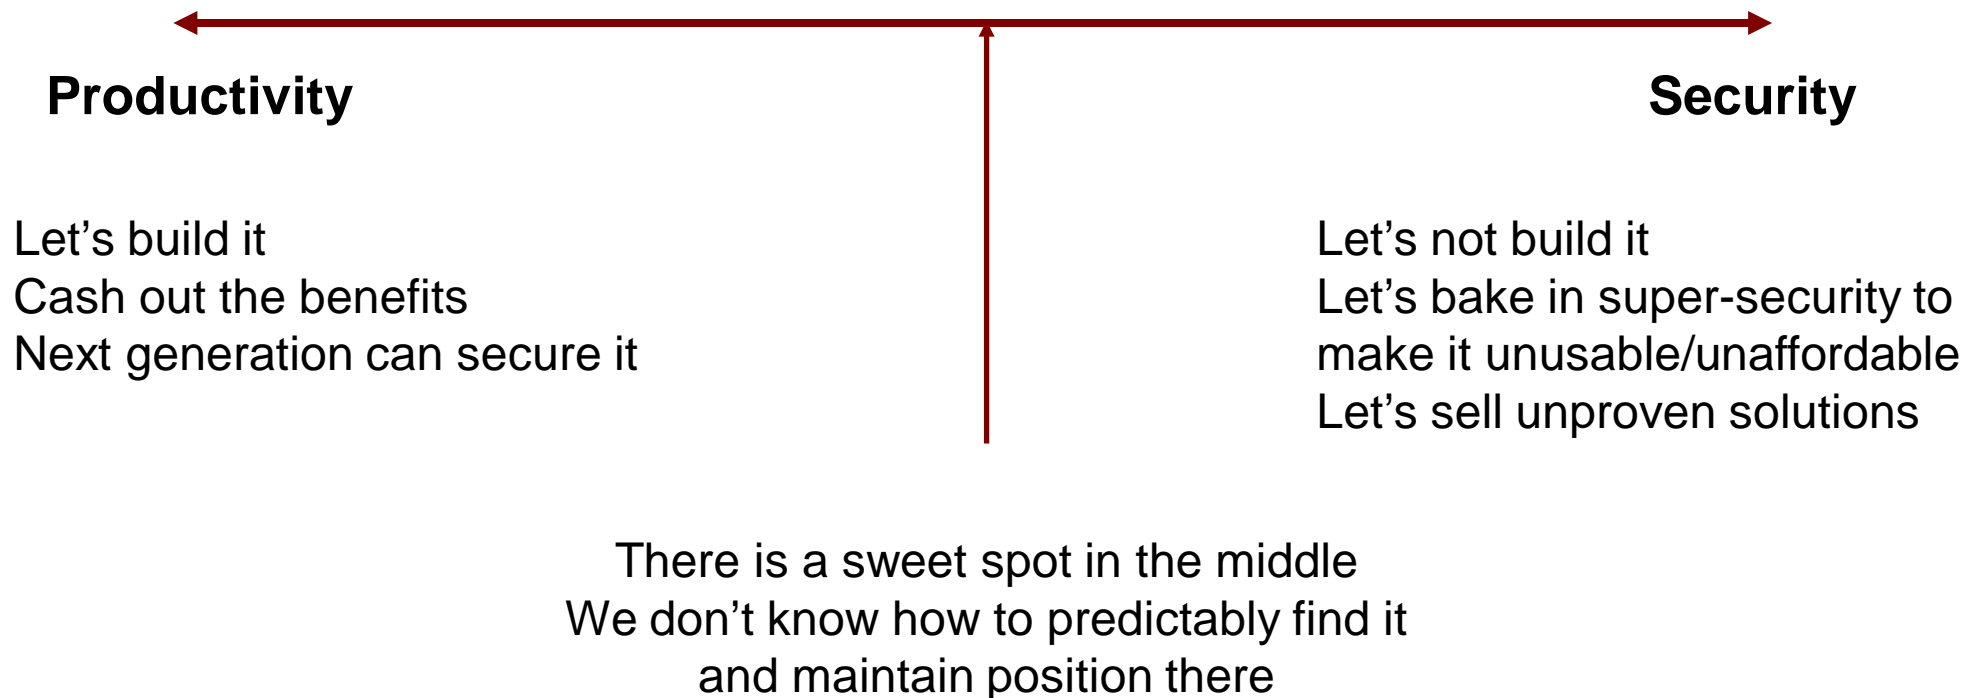 Productivity
Security
Let’s build it
Cash out the benefits
Next generation can secure it
Let’s not build it
Let’s bake in super-security to
make it unusable/unaffordable
Let’s sell unproven solutions
There is a sweet spot in the middle
We don’t know how to predictably find it
and maintain position there